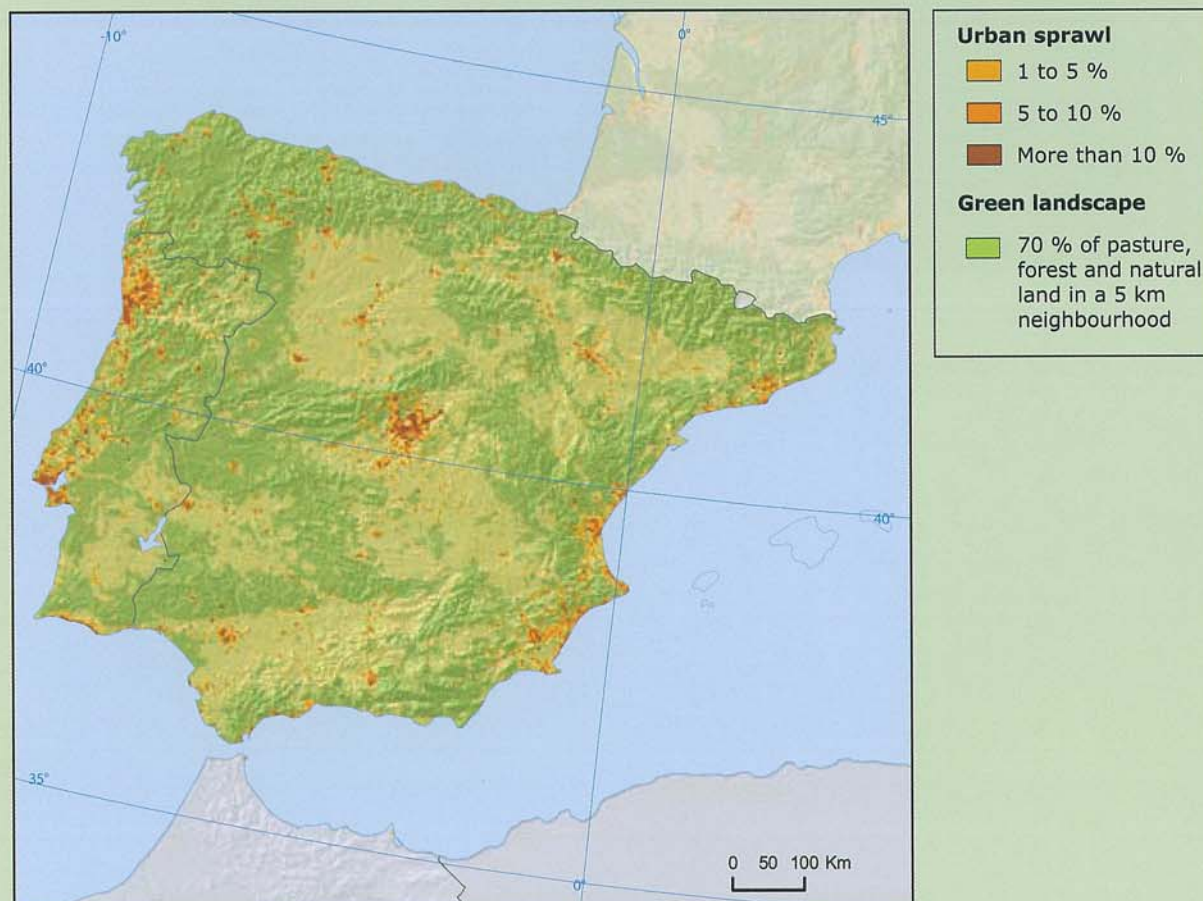 -10°
0°
45°
40°
40°
35°
0°
0 50 100 Km
Urban sprawl
1 to 5 %
5 to 10 %
More than 10 %
Green landscape
70 % of pasture,
forest and natural
land in a 5 km
neighbourhood